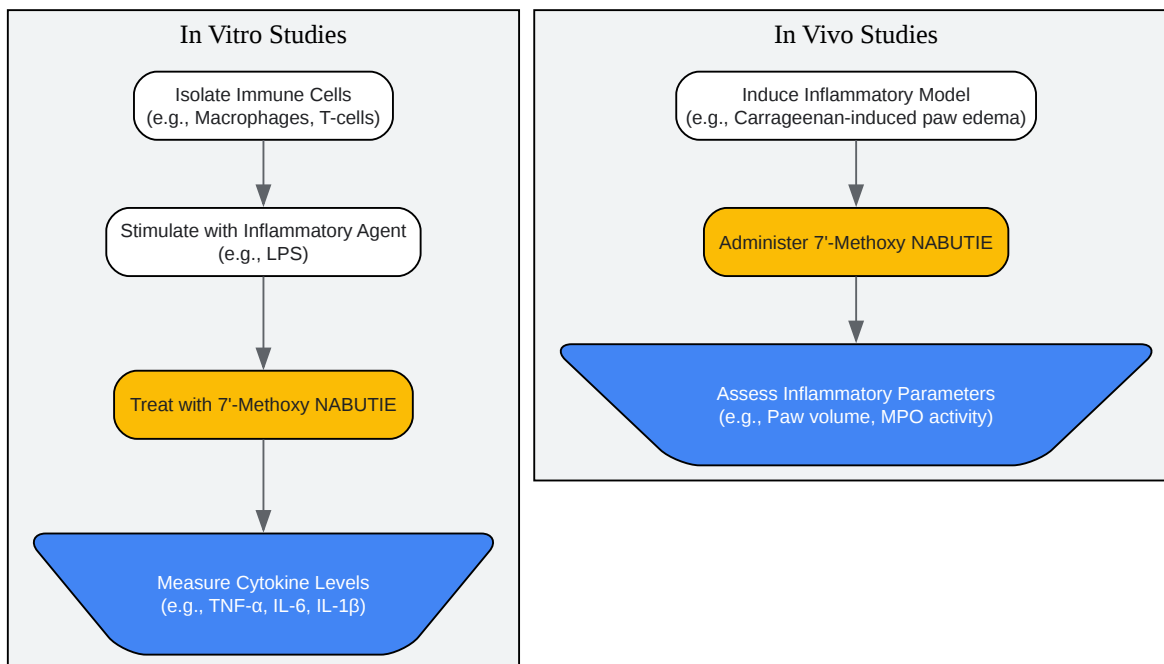 In Vitro Studies
Isolate Immune Cells
(e.g., Macrophages, T-cells)
Stimulate with Inflammatory Agent
(e.g., LPS)
Treat with 7'-Methoxy NABUTIE
Measure Cytokine Levels
(e.g., TNF-α, IL-6, IL-1β)
In Vivo Studies
Induce Inflammatory Model
(e.g., Carrageenan-induced paw edema)
Administer 7'-Methoxy NABUTIE
Assess Inflammatory Parameters
(e.g., Paw volume, MPO activity)